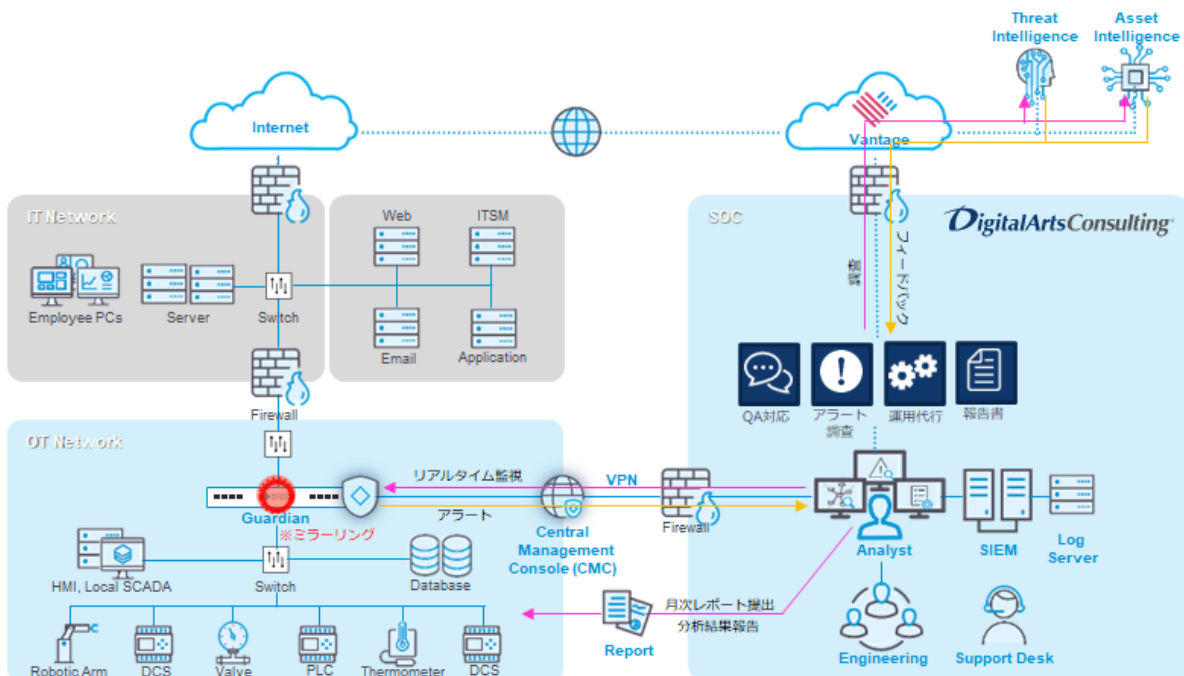 Threat
Intelligence
Asset
Intelligence
Internet
Vantage
IT Network
Web
ITSM
SOC
DigitalArtsConsulting
Employee PCs
Server
Switch
Email
Application
フィードバック
Firewall
QA対応
アラート
調査
運用代行
報告書
OT Network
リアルタイム監視
VPN
アラート
Guardian
※ミラーリング
Central
Management
Console (CMC)
Firewall
Analyst
SIEM
Log
Server
HMI, Local SCADA
Switch
Database
月次レポート提出
分析結果報告
Report
Engineering
Support Desk
Robotic Arm
DCS
Valve
PLC
Thermometer
DCS